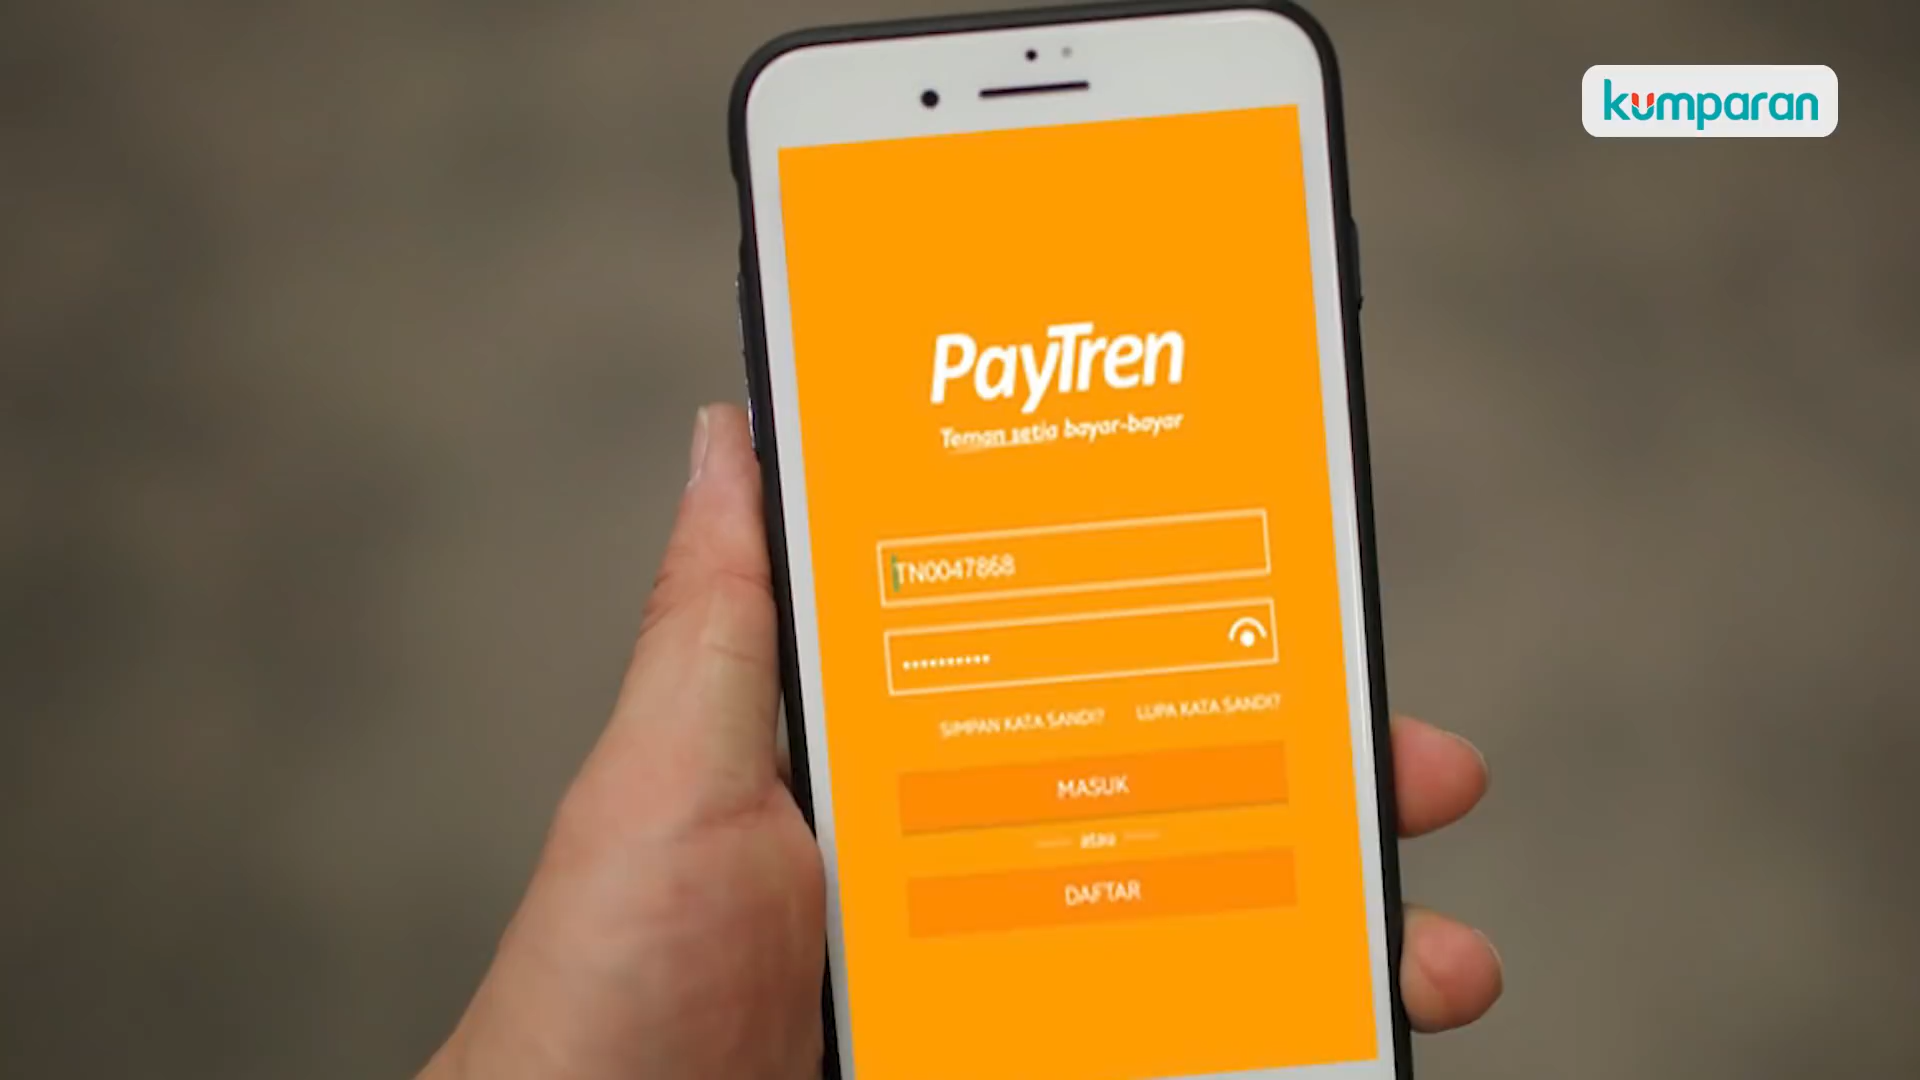 kumparan
PayTren
Teman setia bayar-bayar
TN0047868
SIMPAN KATA SANDI? LUPA KATA SANDI?
MASUK
atau
DAFTAR